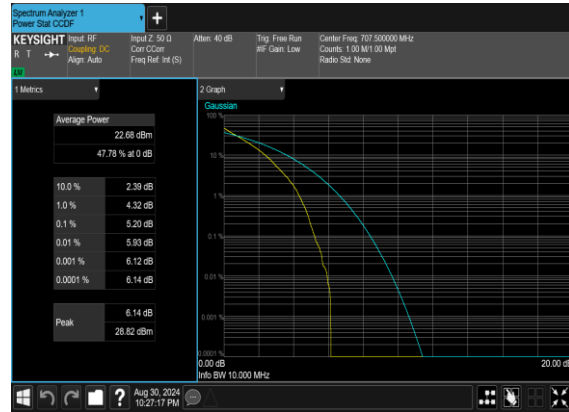 Spectrum Analyzer 1
Power Stat CCDF
KEYSIGHT
R T
LXI
Input: RF
Coupling: DC
Align: Auto
Input Z: 50 Ω
Corr CCorr
Freq Ref: Int (S)
Atten: 40 dB
Trig: Free Run
#IF Gain: Low
Center Freq: 707.500000 MHz
Counts: 1.00 M/1.00 Mpt
Radio Std: None
1 Metrics
Average Power
22.68 dBm
47.78 % at 0 dB
10.0 % 2.39 dB
1.0 % 4.32 dB
0.1 % 5.20 dB
0.01 % 5.93 dB
0.001 % 6.12 dB
0.0001 % 6.14 dB
Peak 6.14 dB
28.82 dBm
2 Graph
Gaussian
100 %
10 %
1 %
0.1 %
0.01 %
0.001 %
0.0001 %
0.00 dB 20.00 dB
Info BW 10.000 MHz
Aug 30, 2024
10:27:17 PM